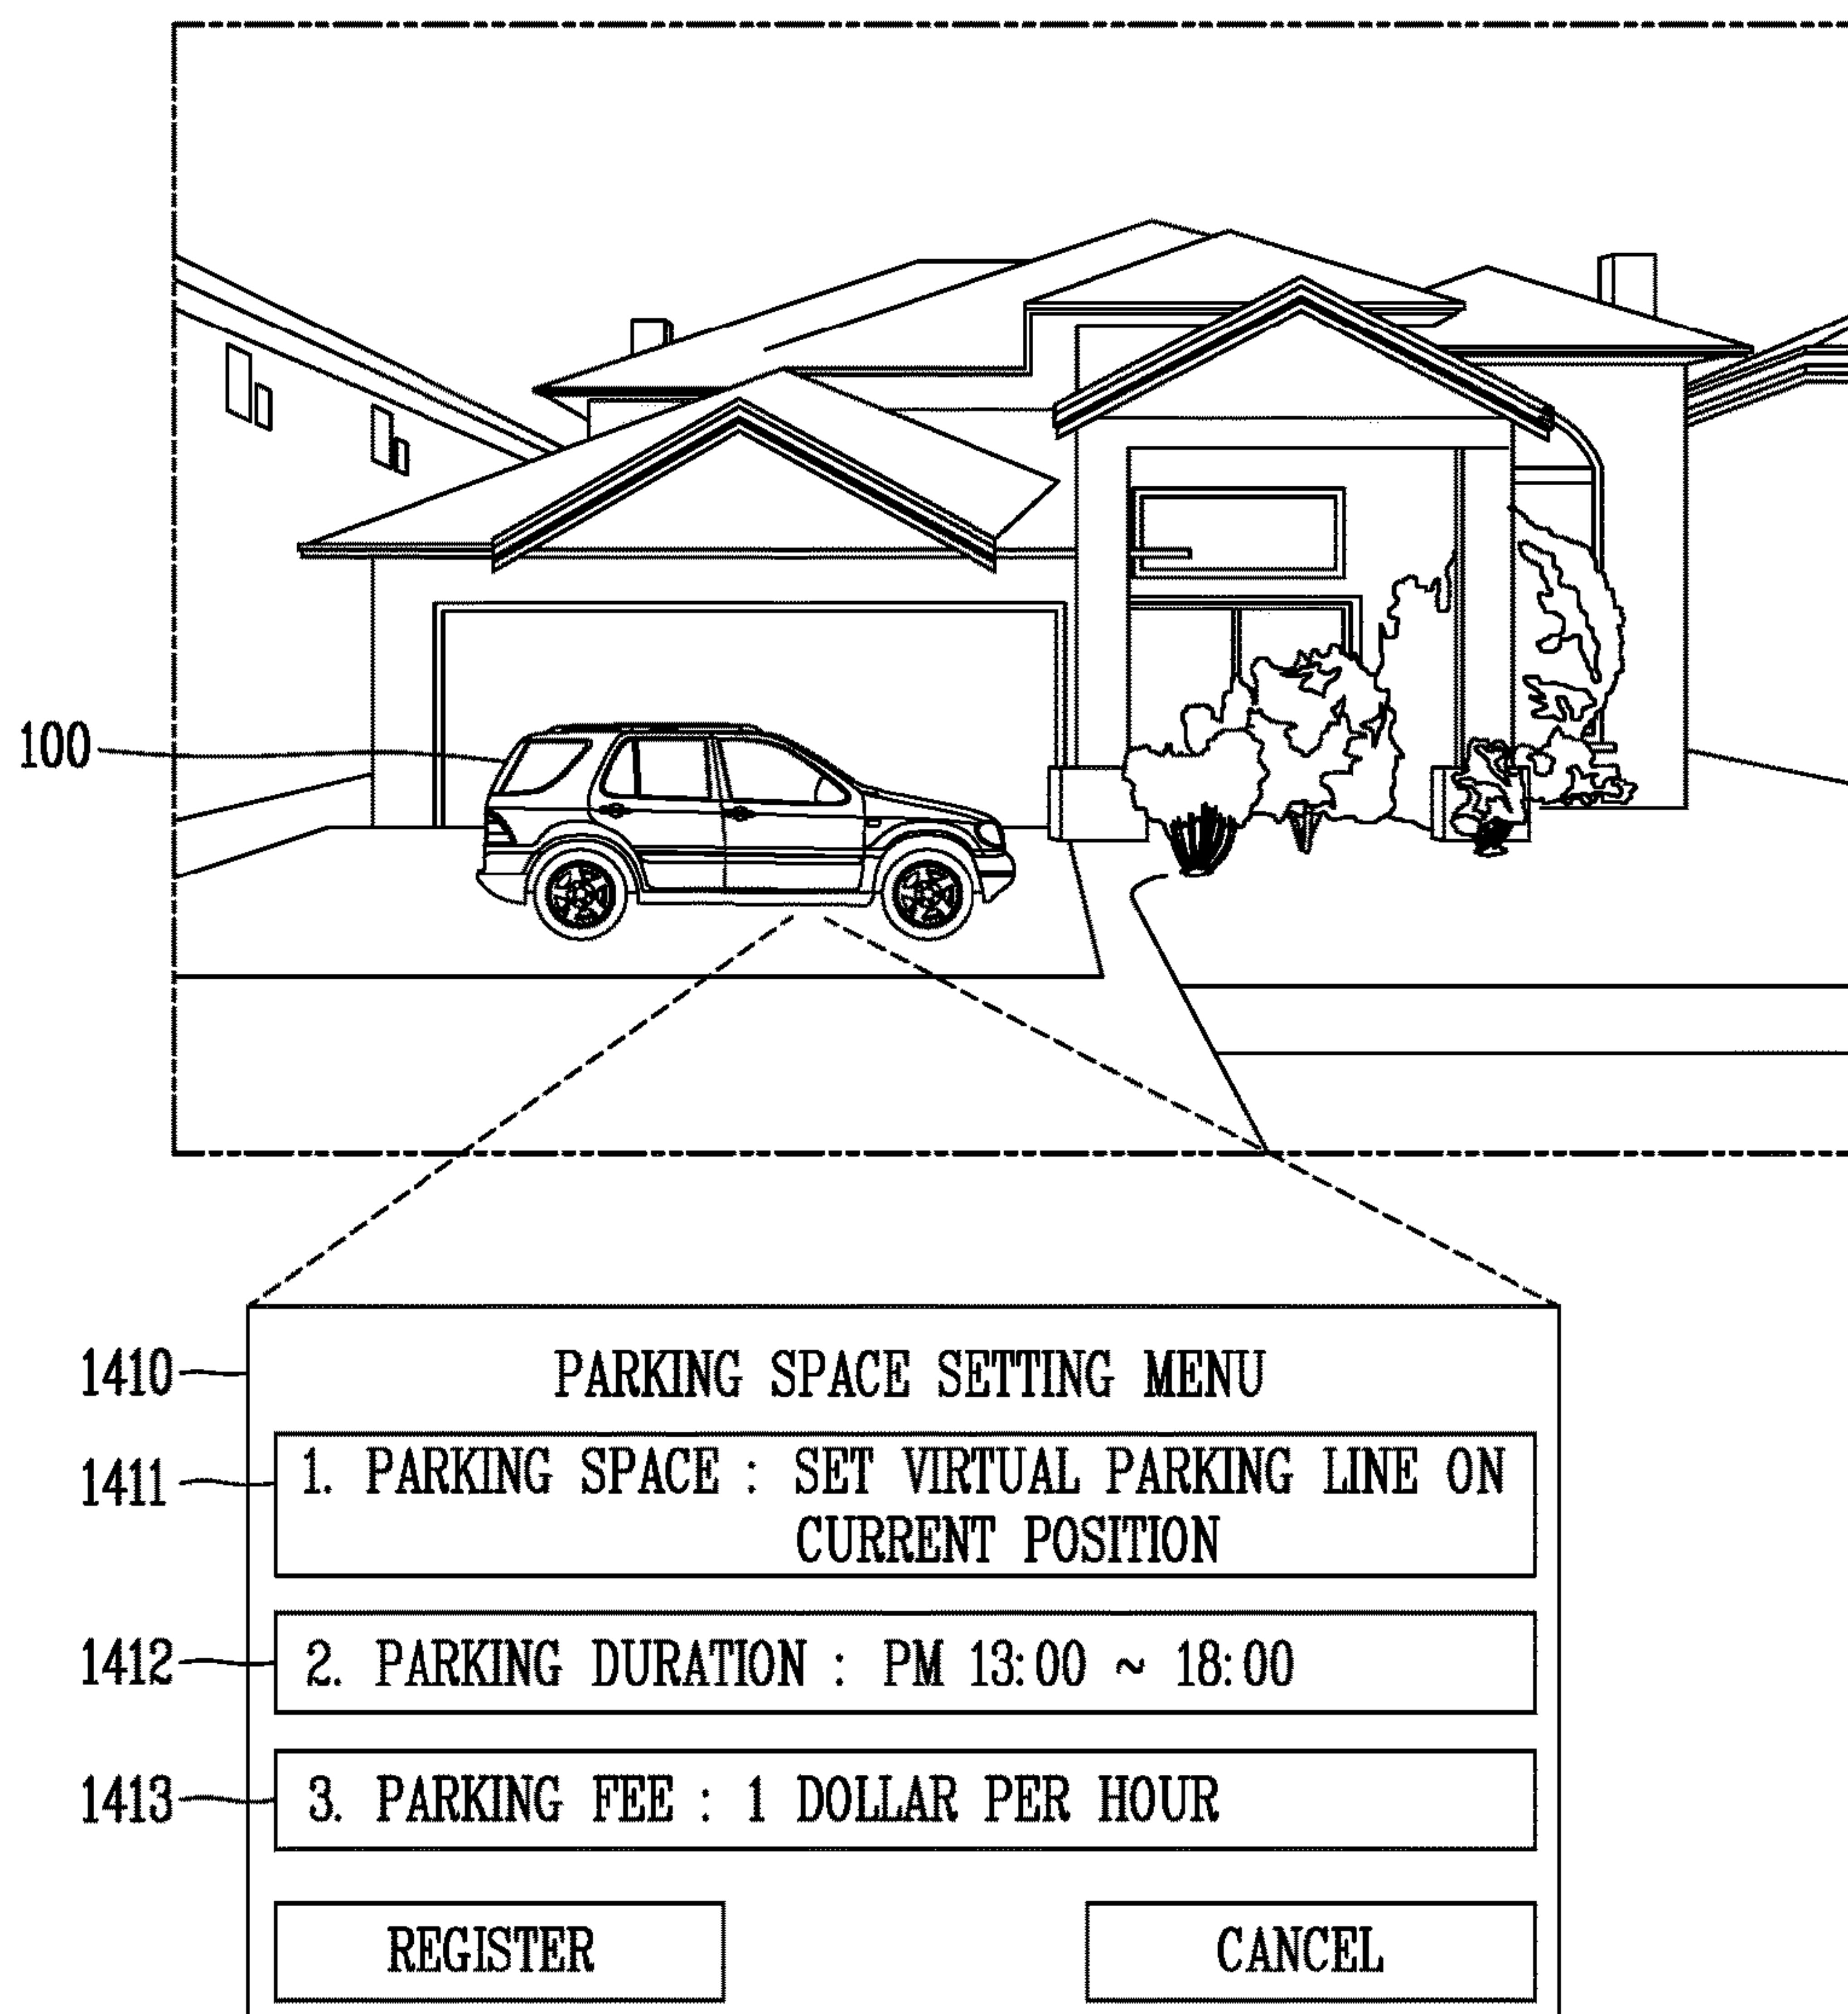 100
1410
PARKING SPACE SETTING MENU
1411
1. PARKING SPACE : SET VIRTUAL PARKING LINE ON
CURRENT POSITION
1412
2. PARKING DURATION : PM 13:00 ~ 18:00
1413
3. PARKING FEE : 1 DOLLAR PER HOUR
REGISTER
CANCEL